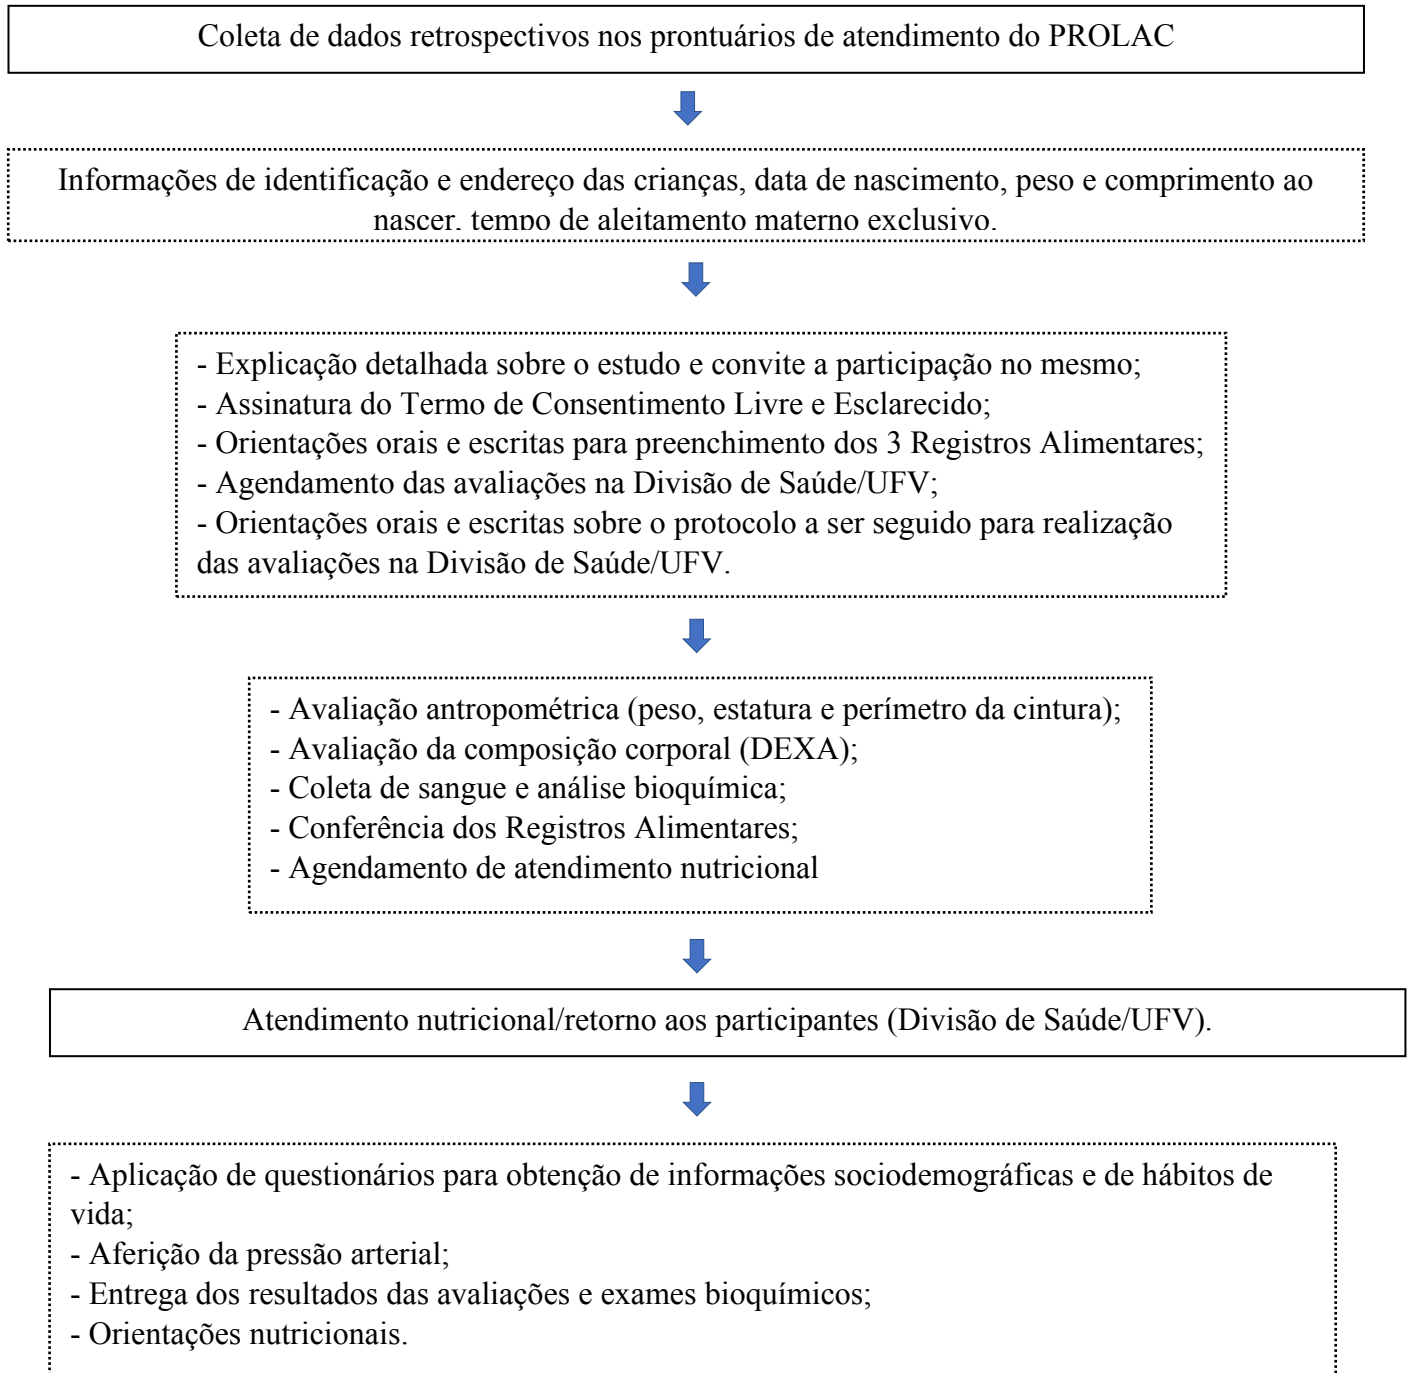 Coleta de dados retrospectivos nos prontuários de atendimento do PROLAC
Informações de identificação e endereço das crianças, data de nascimento, peso e comprimento ao
nascer, tempo de aleitamento materno exclusivo.
- Explicação detalhada sobre o estudo e convite a participação no mesmo;
- Assinatura do Termo de Consentimento Livre e Esclarecido;
- Orientações orais e escritas para preenchimento dos 3 Registros Alimentares;
- Agendamento das avaliações na Divisão de Saúde/UFV;
- Orientações orais e escritas sobre o protocolo a ser seguido para realização
das avaliações na Divisão de Saúde/UFV.
- Avaliação antropométrica (peso, estatura e perímetro da cintura);
- Avaliação da composição corporal (DEXA);
- Coleta de sangue e análise bioquímica;
- Conferência dos Registros Alimentares;
- Agendamento de atendimento nutricional
Atendimento nutricional/retorno aos participantes (Divisão de Saúde/UFV).
- Aplicação de questionários para obtenção de informações sociodemográficas e de hábitos de
vida;
- Aferição da pressão arterial;
- Entrega dos resultados das avaliações e exames bioquímicos;
- Orientações nutricionais.